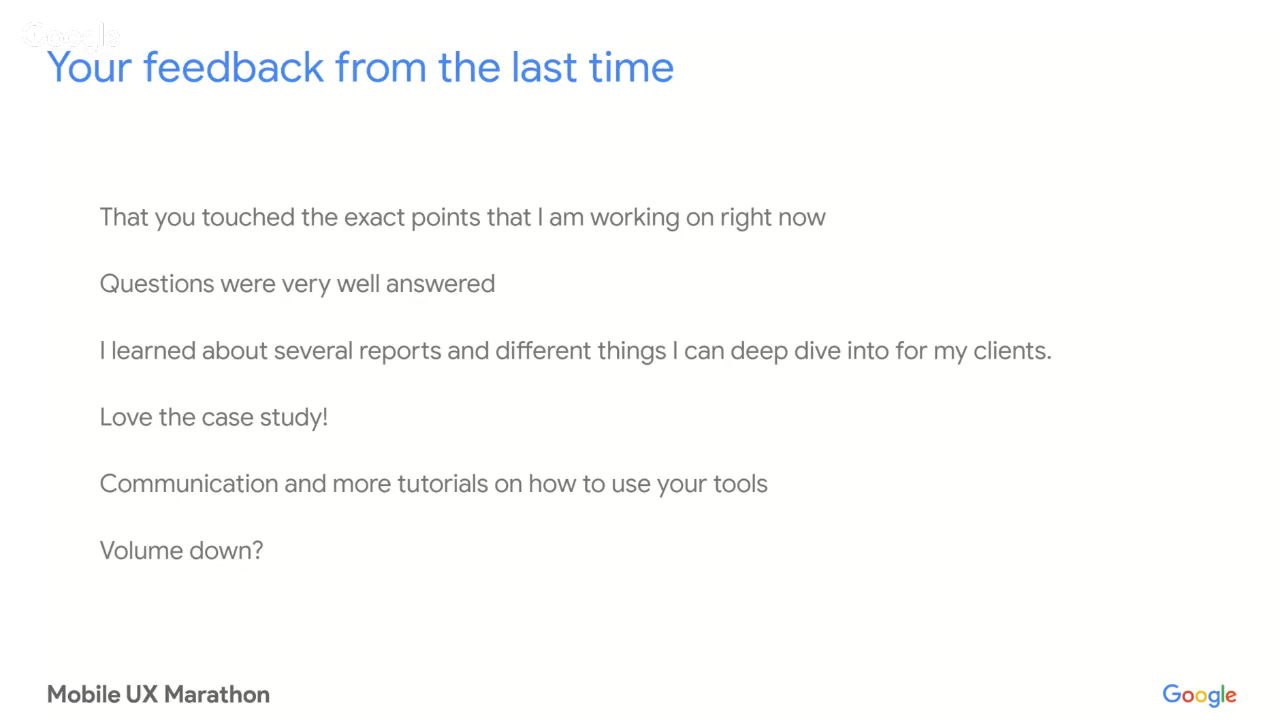 Google
Your feedback from the last time
That you touched the exact points that I am working on right now
Questions were very well answered
I learned about several reports and different things I can deep dive into for my clients.
Love the case study!
Communication and more tutorials on how to use your tools
Volume down?
Mobile UX Marathon
Google